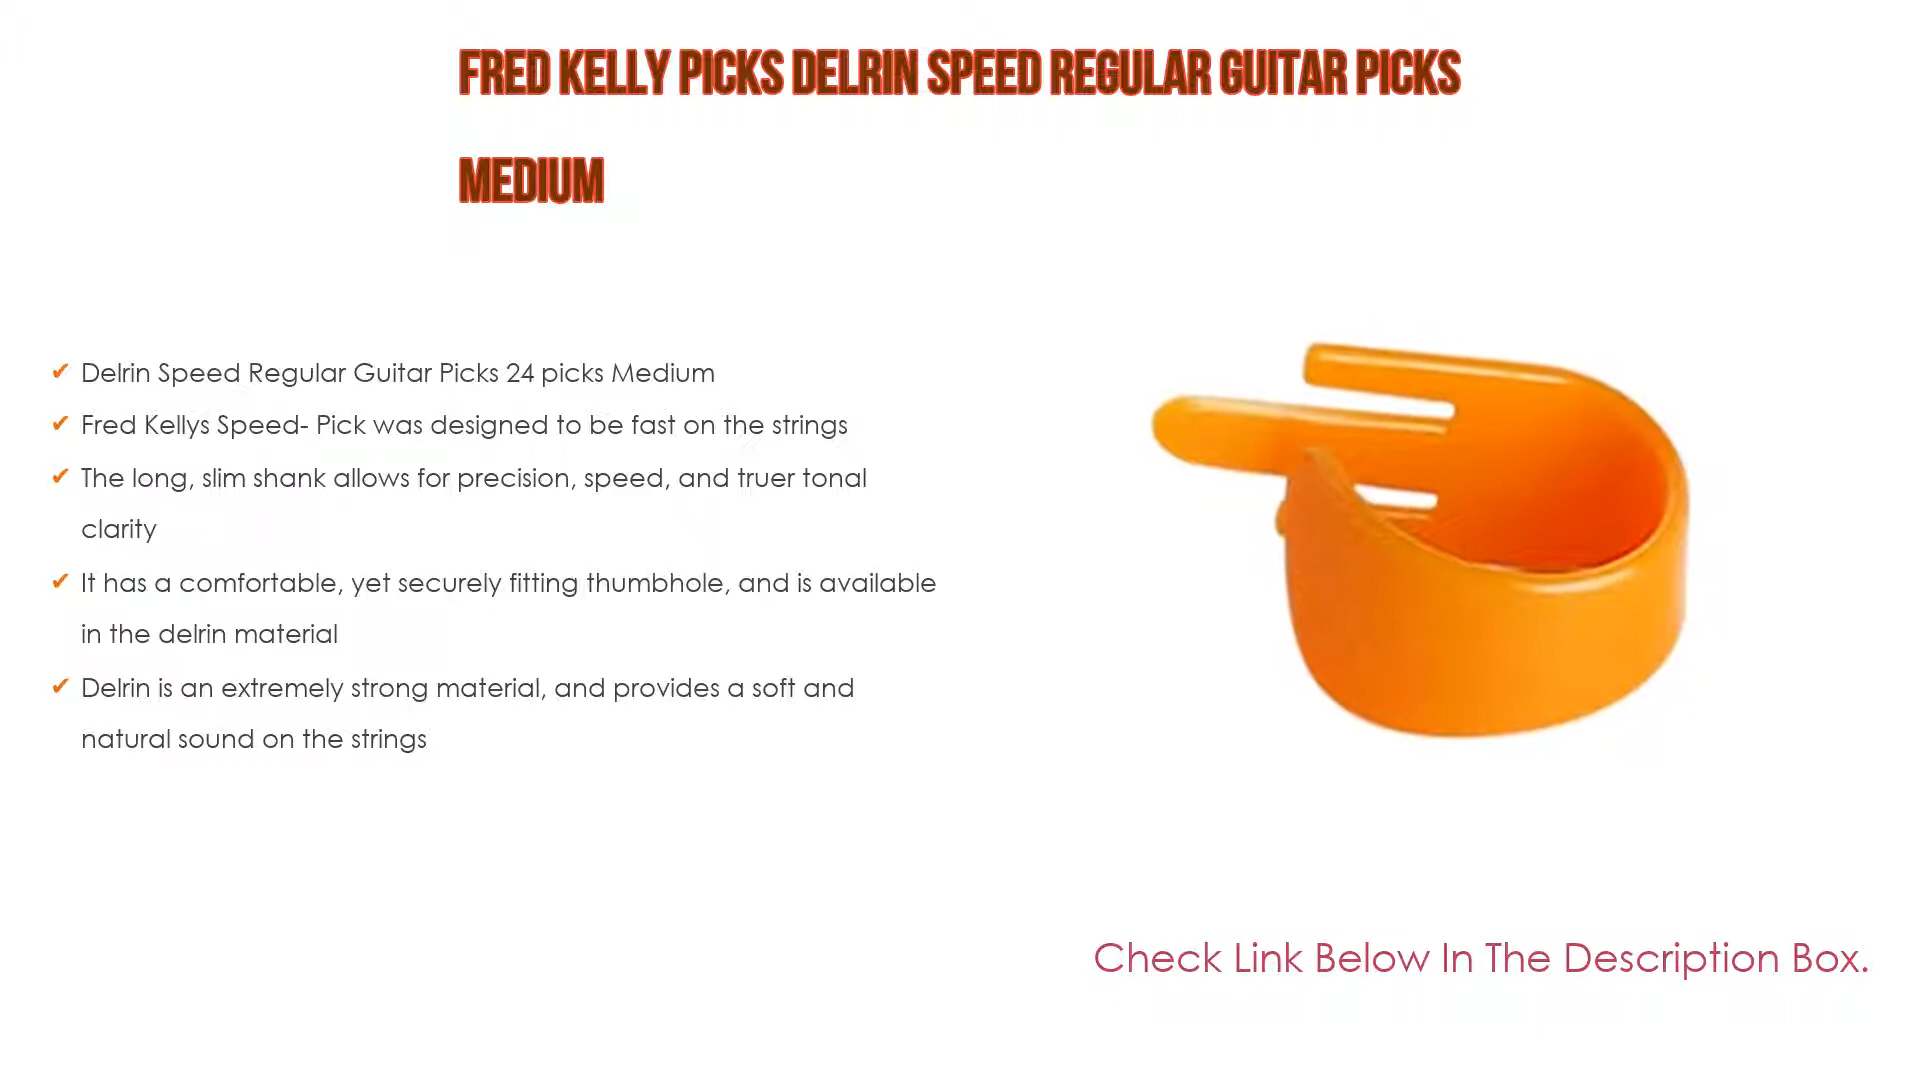 FRED KELLY PICKS DELRIN SPEED REGULAR GUITAR PICKS
MEDIUM
✔ Delrin Speed Regular Guitar Picks 24 picks Medium
✔ Fred Kellys Speed- Pick was designed to be fast on the strings
✔ The long, slim shank allows for precision, speed, and truer tonal
clarity
✔ It has a comfortable, yet securely fitting thumbhole, and is available
in the delrin material
✔ Delrin is an extremely strong material, and provides a soft and
natural sound on the strings
Check Link Below In The Description Box.